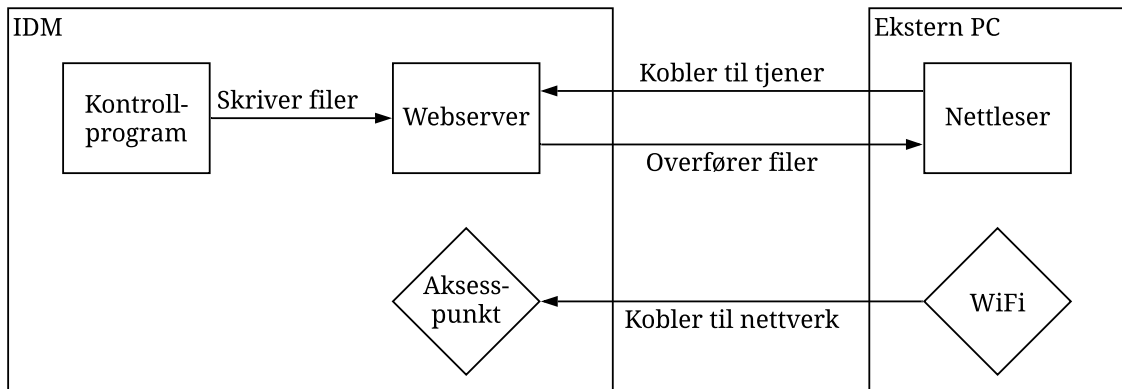 IDM
Ekstern PC
Kontroll-
program
Skriver filer
Webserver
Kobler til tjener
Overfører filer
Nettleser
Aksess-
punkt
Kobler til nettverk
WiFi